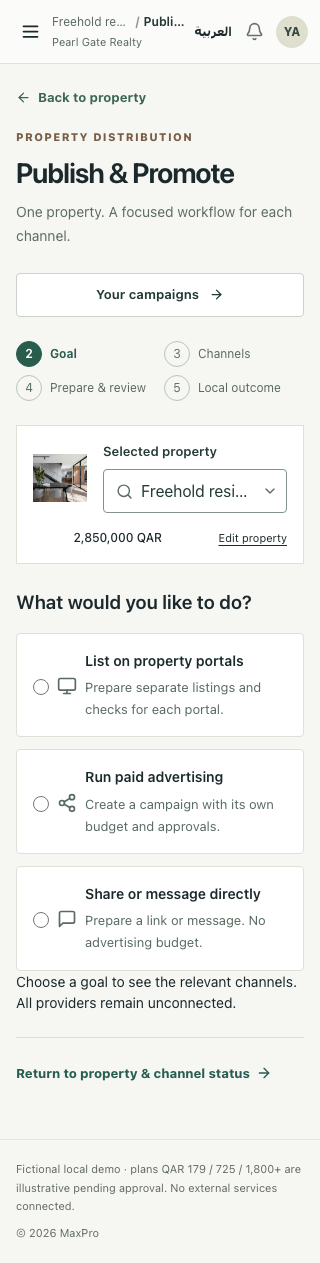 Freehold re... / Publi...
Pearl Gate Realty
العربية
YA
Back to property
PROPERTY DISTRIBUTION
Publish & Promote
One property. A focused workflow for each
channel.
Your campaigns
2 Goal
3 Channels
4 Prepare & review
5 Local outcome
Selected property
Freehold resi...
2,850,000 QAR
Edit property
What would you like to do?
List on property portals
Prepare separate listings and
checks for each portal.
Run paid advertising
Create a campaign with its own
budget and approvals.
Share or message directly
Prepare a link or message. No
advertising budget.
Choose a goal to see the relevant channels.
All providers remain unconnected.
Return to property & channel status
Fictional local demo · plans QAR 179 / 725 / 1,800+ are
illustrative pending approval. No external services
connected.
© 2026 MaxPro